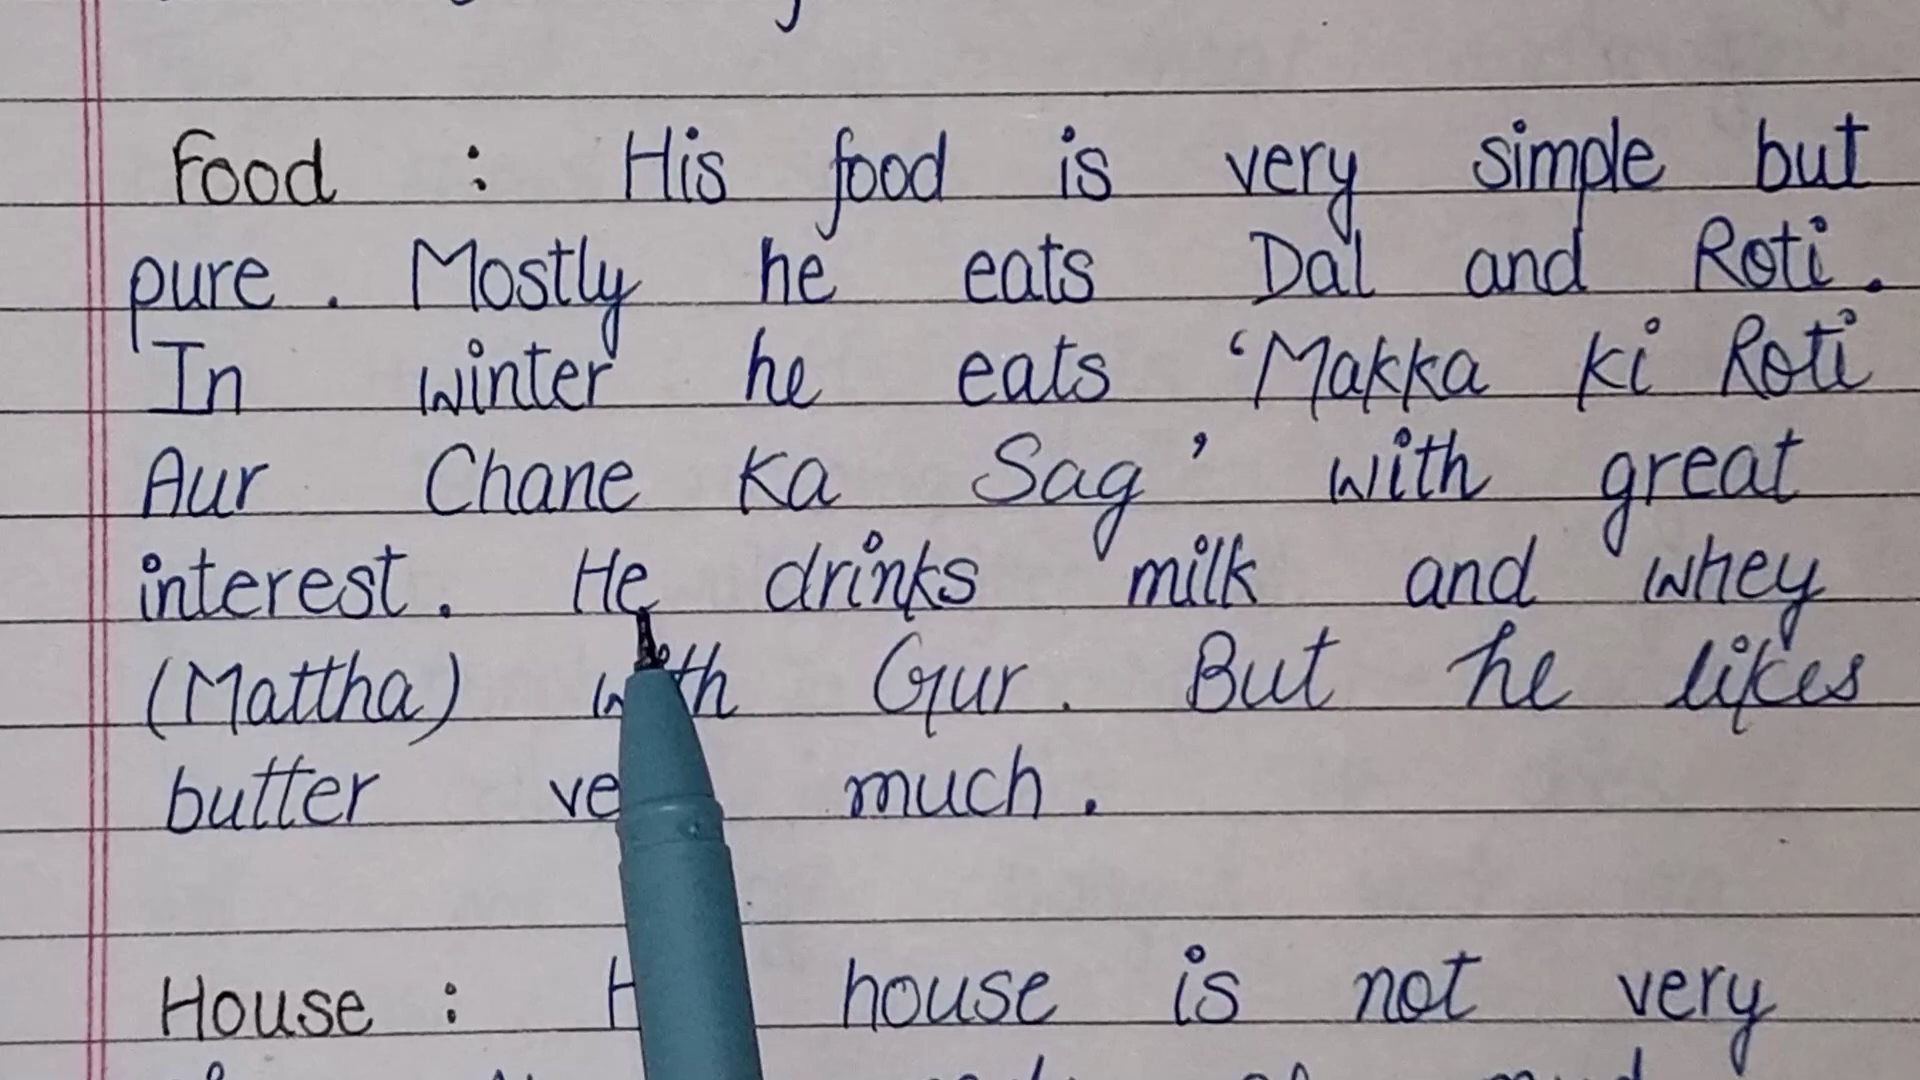 Food : His food is very simple but
pure. Mostly he eats Dal and Roti.
In winter he eats 'Makka ki Roti
Aur Chane Ka Sag' with great
interest. He drinks milk and whey
(Mattha) with Gur. But he likes
butter much.
House : house is not very